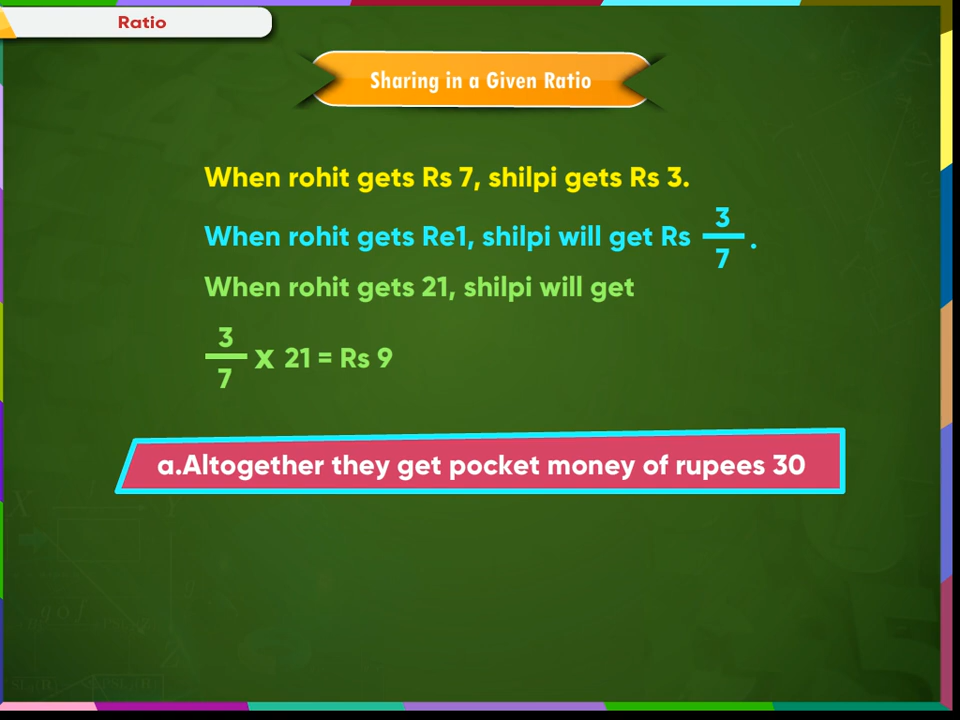 Ratio
Sharing in a Given Ratio
When rohit gets Rs 7, shilpi gets Rs 3.
When rohit gets Re1, shilpi will get Rs 3/7 .
When rohit gets 21, shilpi will get
3/7 x 21 = Rs 9
a.Altogether they get pocket money of rupees 30